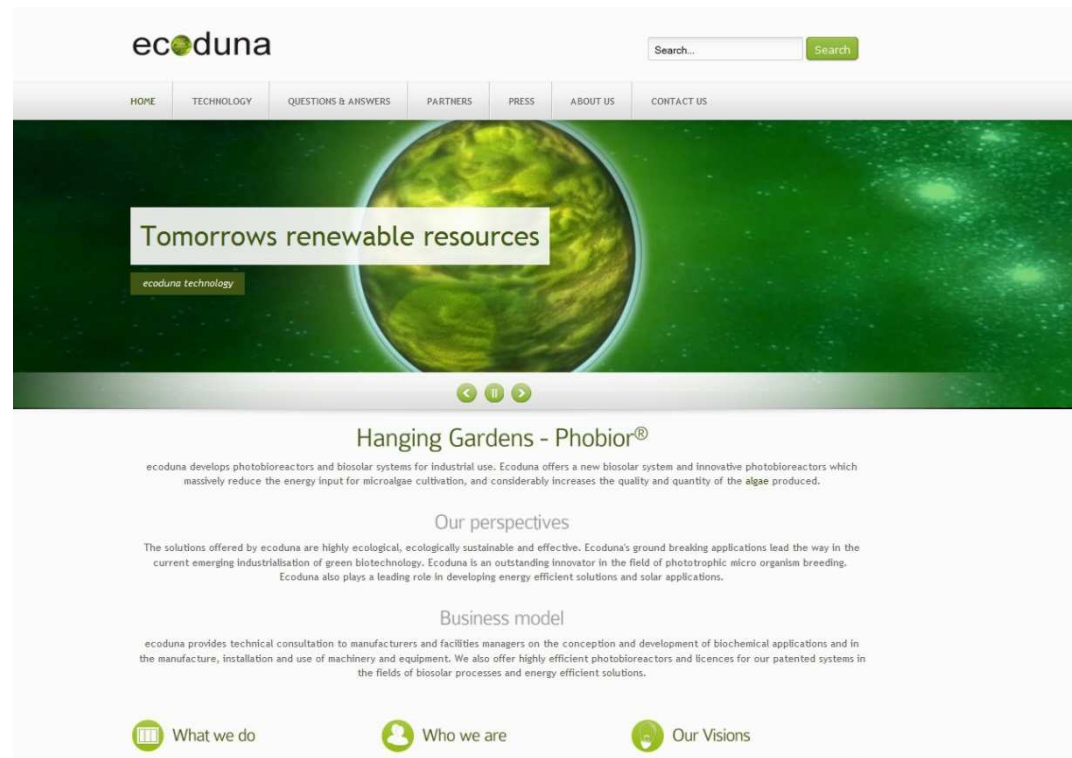 ecoduna
Search...
Search
HOME
TECHNOLOGY
QUESTIONS & ANSWERS
PARTNERS
PRESS
ABOUT US
CONTACT US
Tomorrows renewable resources
ecoduna technology
Hanging Gardens - Phobior®
ecoduna develops photobioreactors and biosolar systems for industrial use. Ecoduna offers a new biosolar system and innovative photobioreactors which
massively reduce the energy input for microalgae cultivation, and considerably increases the quality and quantity of the algae produced.
Our perspectives
The solutions offered by ecoduna are highly ecological, ecologically sustainable and effective. Ecoduna's ground breaking applications lead the way in the
current emerging industrialisation of green biotechnology. Ecoduna is an outstanding innovator in the field of phototrophic micro organism breeding.
Ecoduna also plays a leading role in developing energy efficient solutions and solar applications.
Business model
ecoduna provides technical consultation to manufacturers and facilities managers on the conception and development of biochemical applications and in
the manufacture, installation and use of machinery and equipment. We also offer highly efficient photobioreactors and licences for our patented systems in
the fields of biosolar processes and energy efficient solutions.
What we do
Who we are
Our Visions